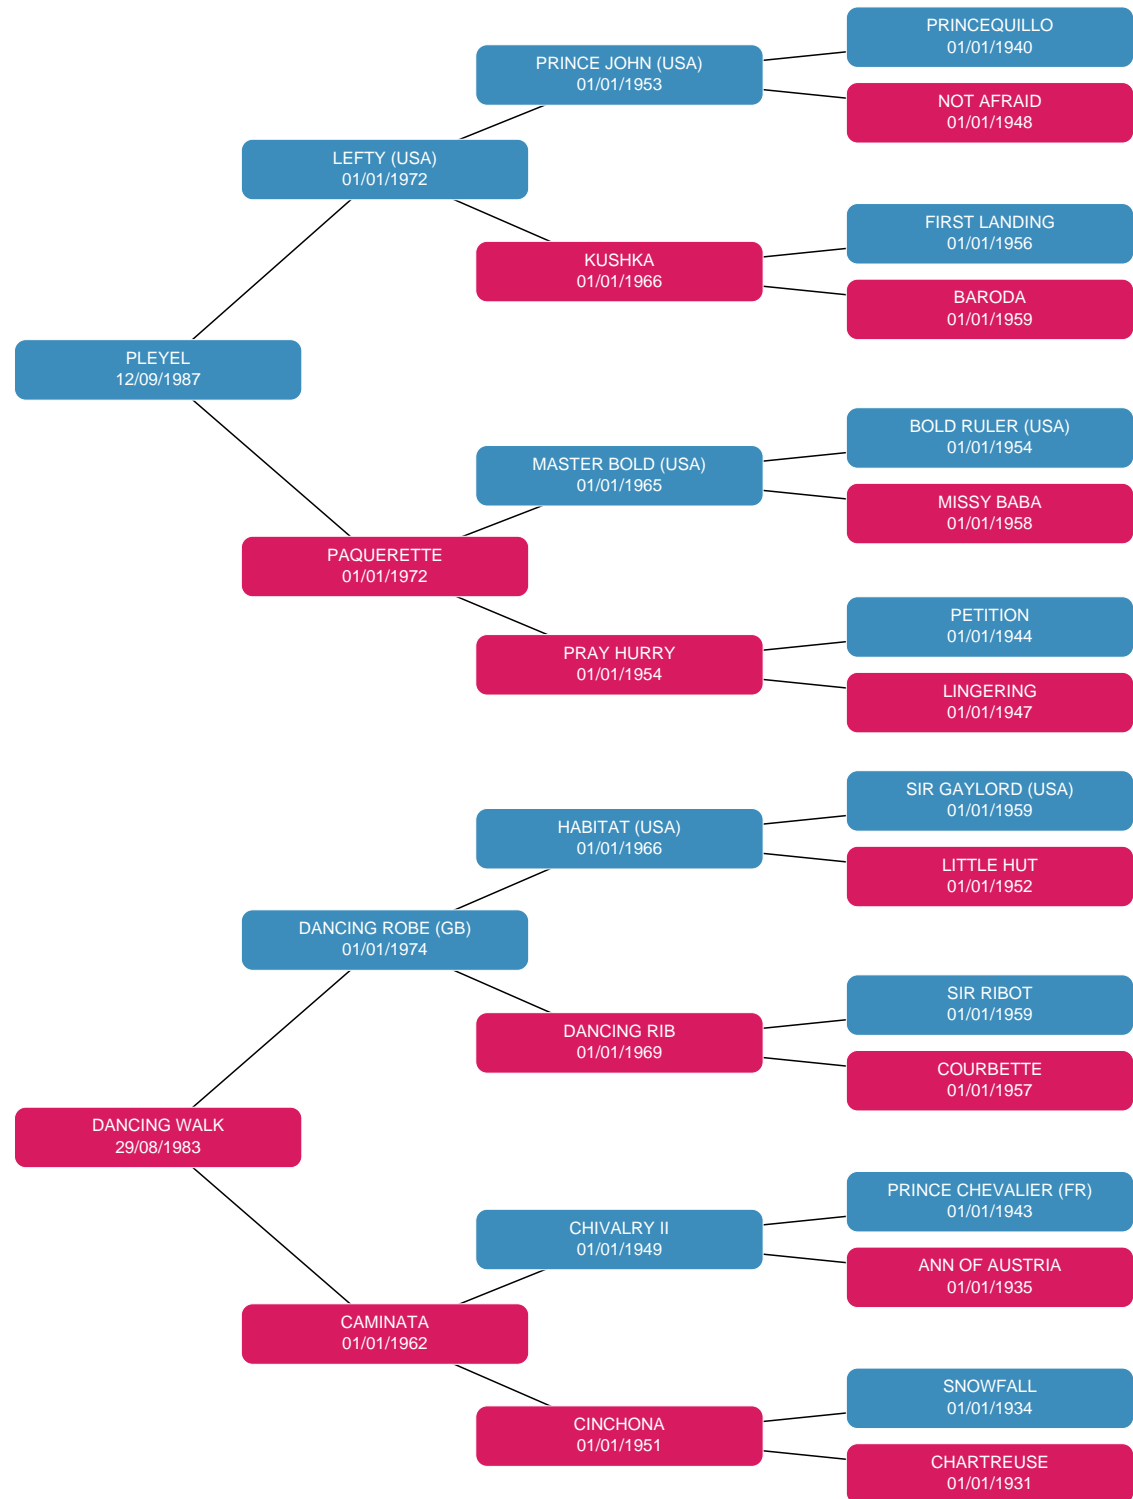 PRINCEQUILLO
01/01/1940
PRINCE JOHN (USA)
01/01/1953
NOT AFRAID
01/01/1948
LEFTY (USA)
01/01/1972
FIRST LANDING
01/01/1956
KUSHKA
01/01/1966
BARODA
01/01/1959
PLEYEL
12/09/1987
BOLD RULER (USA)
01/01/1954
MASTER BOLD (USA)
01/01/1965
MISSY BABA
01/01/1958
PAQUERETTE
01/01/1972
PETITION
01/01/1944
PRAY HURRY
01/01/1954
LINGERING
01/01/1947
SIR GAYLORD (USA)
01/01/1959
HABITAT (USA)
01/01/1966
LITTLE HUT
01/01/1952
DANCING ROBE (GB)
01/01/1974
SIR RIBOT
01/01/1959
DANCING RIB
01/01/1969
COURBETTE
01/01/1957
DANCING WALK
29/08/1983
PRINCE CHEVALIER (FR)
01/01/1943
CHIVALRY II
01/01/1949
ANN OF AUSTRIA
01/01/1935
CAMINATA
01/01/1962
SNOWFALL
01/01/1934
CINCHONA
01/01/1951
CHARTREUSE
01/01/1931